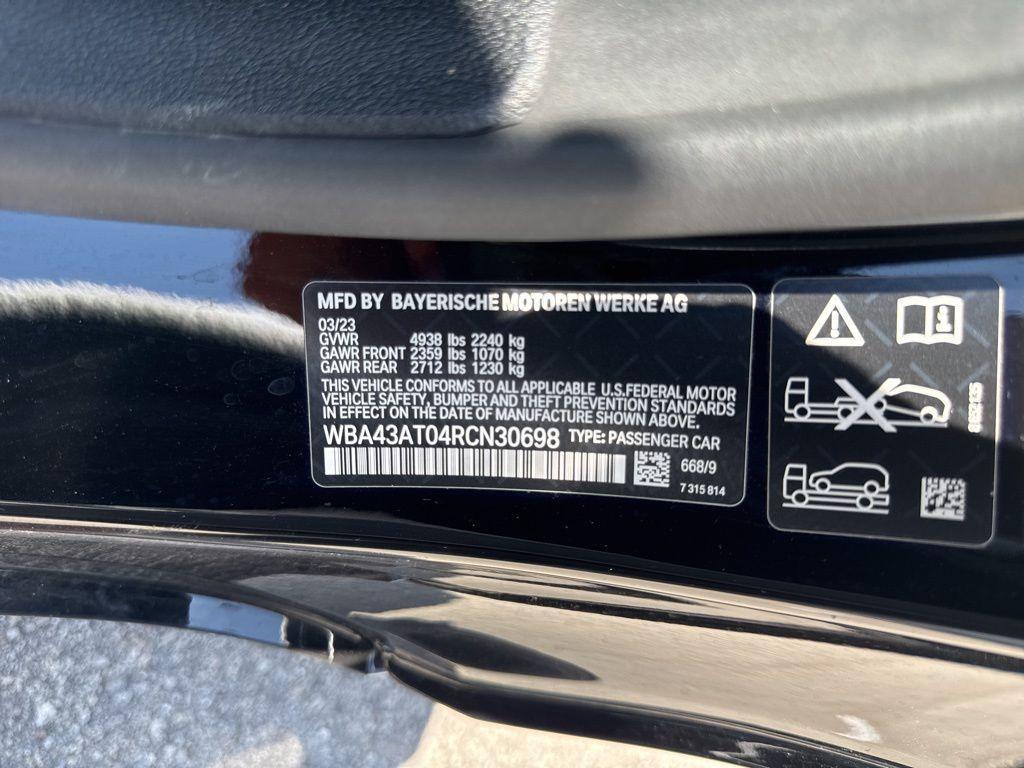 MFD BY BAYERISCHE MOTOREN WERKE AG
03/23
GVWR 4938 lbs 2240 kg
GAWR FRONT 2359 lbs 1070 kg
GAWR REAR 2712 lbs 1230 kg
THIS VEHICLE CONFORMS TO ALL APPLICABLE U.S.FEDERAL MOTOR
VEHICLE SAFETY, BUMPER AND THEFT PREVENTION STANDARDS
IN EFFECT ON THE DATE OF MANUFACTURE SHOWN ABOVE.
WBA43AT04RCN30698 TYPE: PASSENGER CAR
668/9
7 315 814